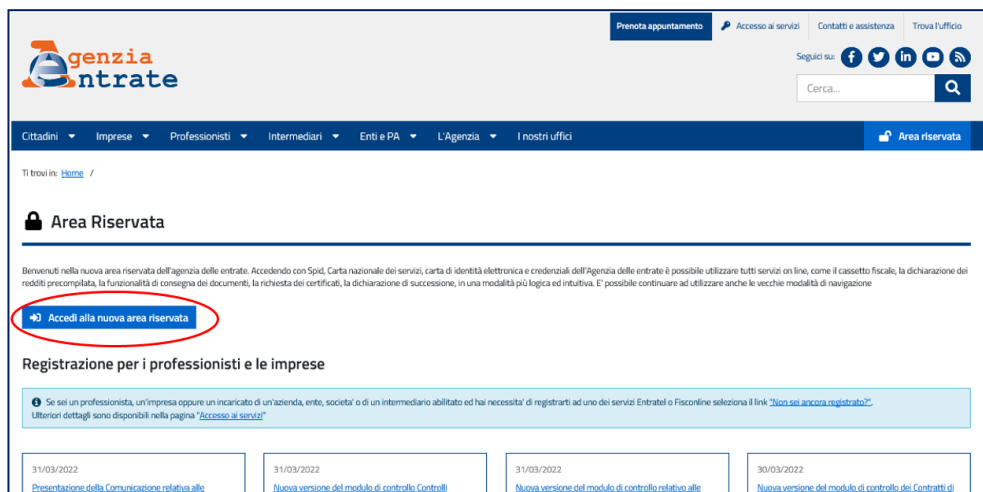 Prenota appuntamento Accesso ai servizi Contatti e assistenza Trova l'ufficio
Agenzia
Entrate
Seguici su:
Cerca...
Cittadini Imprese Professionisti Intermediari Enti e PA L'Agenzia I nostri uffici Area riservata
Ti trovi in: Home /
Area Riservata
Benvenuti nella nuova area riservata dell'agenzia delle entrate. Accedendo con Spid, Carta nazionale dei servizi, carta di identità elettronica e credenziali dell'Agenzia delle entrate è possibile utilizzare tutti servizi on line, come il cassetto fiscale, la dichiarazione dei
redditi precompilata, la funzionalità di consegna dei documenti, la richiesta dei certificati, la dichiarazione di successione, in una modalità più logica ed intuitiva. E' possibile continuare ad utilizzare anche le vecchie modalità di navigazione
Accedi alla nuova area riservata
Registrazione per i professionisti e le imprese
Se sei un professionista, un'impresa oppure un incaricato di un'azienda, ente, societa' o di un intermediario abilitato ed hai necessita' di registrarti ad uno dei servizi Entratel o Fisconline seleziona il link "Non sei ancora registrato?".
Ulteriori dettagli sono disponibili nella pagina "Accesso ai servizi"
31/03/2022 31/03/2022 31/03/2022 30/03/2022
Presentazione della Comunicazione relativa alle Nuova versione del modulo di controllo Controlli Nuova versione del modulo di controllo relativo alle Nuova versione del modulo di controllo dei Contratti di